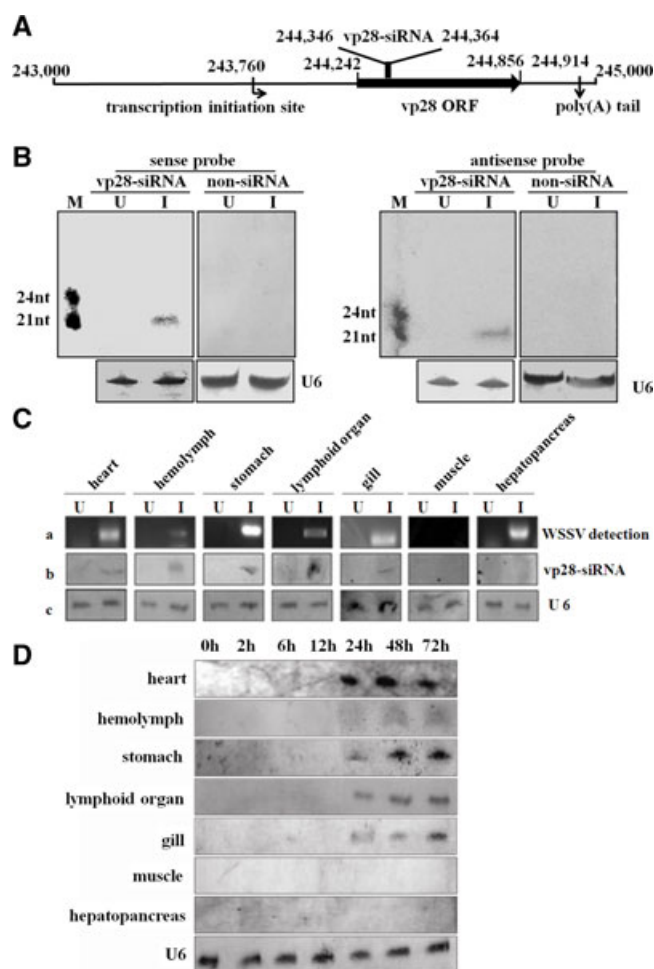 A
244,346 vp28-siRNA 244,364
243,000 243,760 244,242 244,856 244,914 245,000
transcription initiation site vp28 ORF poly(A) tail
B
sense probe antisense probe
vp28-siRNA non-siRNA vp28-siRNA non-siRNA
M U I U I M U I U I
24nt 24nt
21nt 21nt
U6 U6
C
heart hemolymph stomach lymphoid organ gill muscle hepatopancreas
U I U I U I U I U I U I U I
a WSSV detection
b vp28-siRNA
c U 6
D
0h 2h 6h 12h 24h 48h 72h
heart
hemolymph
stomach
lymphoid organ
gill
muscle
hepatopancreas
U6